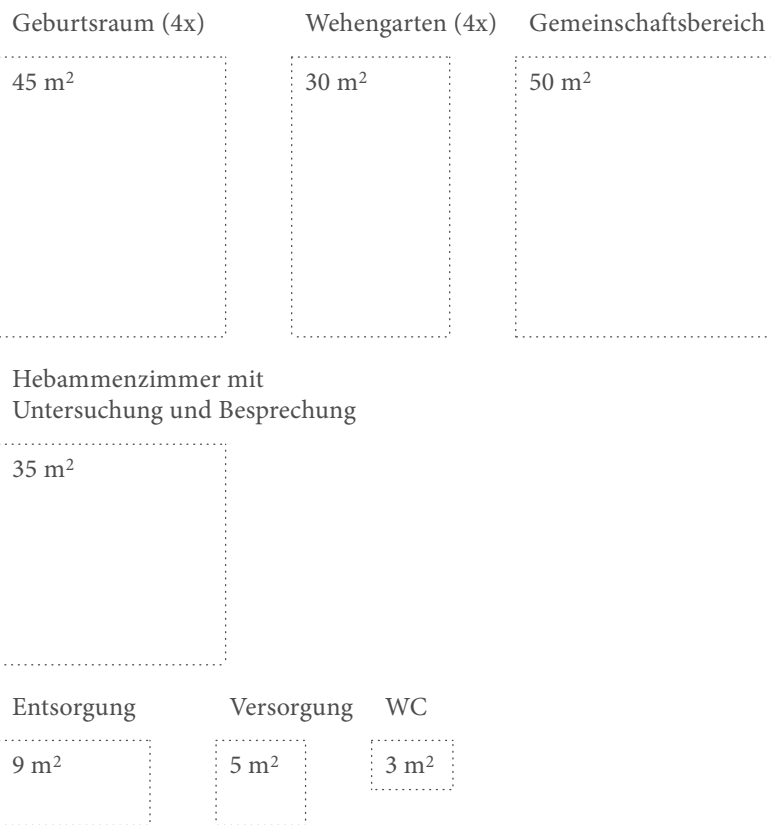 Geburtsraum (4x) Wehengarten (4x) Gemeinschaftsbereich
45 m² 30 m² 50 m²
Hebammenzimmer mit
Untersuchung und Besprechung
35 m²
Entsorgung Versorgung WC
9 m² 5 m² 3 m²